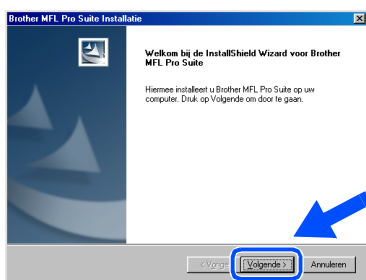 Brother MFL Pro Suite Installatie
Welkom bij de InstallShield Wizard voor Brother
MFL Pro Suite
Hiermee installeert u Brother MFL Pro Suite op uw
computer. Druk op Volgende om door te gaan.
Volgende >
Annuleren